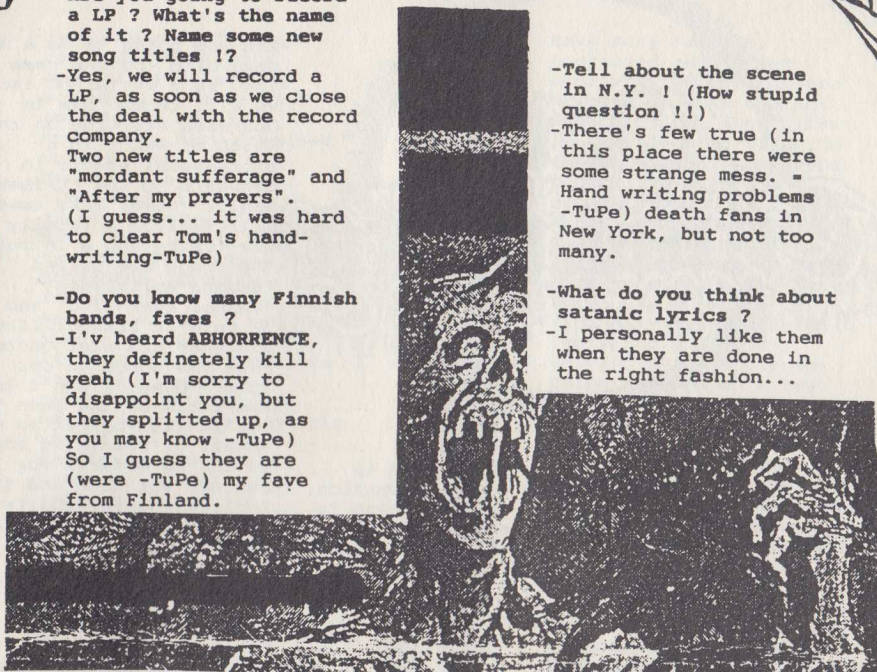 a LP ? What's the name
of it ? Name some new
song titles !?
-Yes, we will record a
LP, as soon as we close
the deal with the record
company.
Two new titles are
"mordant sufferage" and
"After my prayers".
(I guess... it was hard
to clear Tom's hand-
writing-TuPe)
-Do you know many Finnish
bands, faves ?
-I'v heard ABHORRENCE,
they definetely kill
yeah (I'm sorry to
disappoint you, but
they splitted up, as
you may know -TuPe)
So I guess they are
(were -TuPe) my fave
from Finland.
-Tell about the scene
in N.Y. ! (How stupid
question !!)
-There's few true (in
this place there were
some strange mess. =
Hand writing problems
-TuPe) death fans in
New York, but not too
many.
-What do you think about
satanic lyrics ?
-I personally like them
when they are done in
the right fashion...